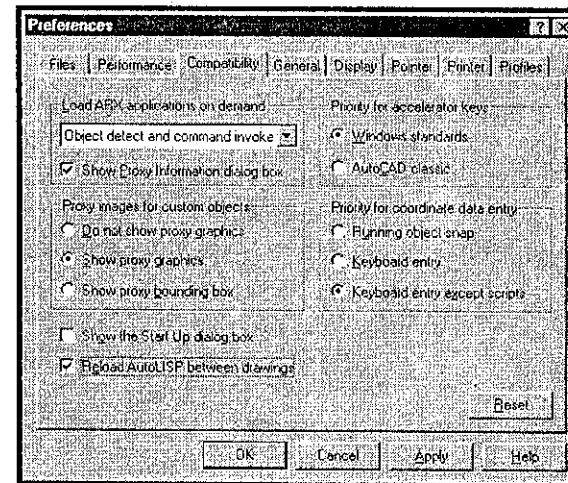 Preferences
Files Performance Compatibility General Display Pointer Printer Profiles
Load ARX applications on demand
Object detect and command invoke
Show Proxy Information dialog box
Priority for accelerator keys
Windows standards
AutoCAD classic
Proxy images for custom objects
Do not show proxy graphics
Show proxy graphics
Show proxy bounding box
Priority for coordinate data entry
Running object snap
Keyboard entry
Keyboard entry except scripts
Show the Start Up dialog box
Reload AutoLISP between drawings
Reset
OK Cancel Apply Help